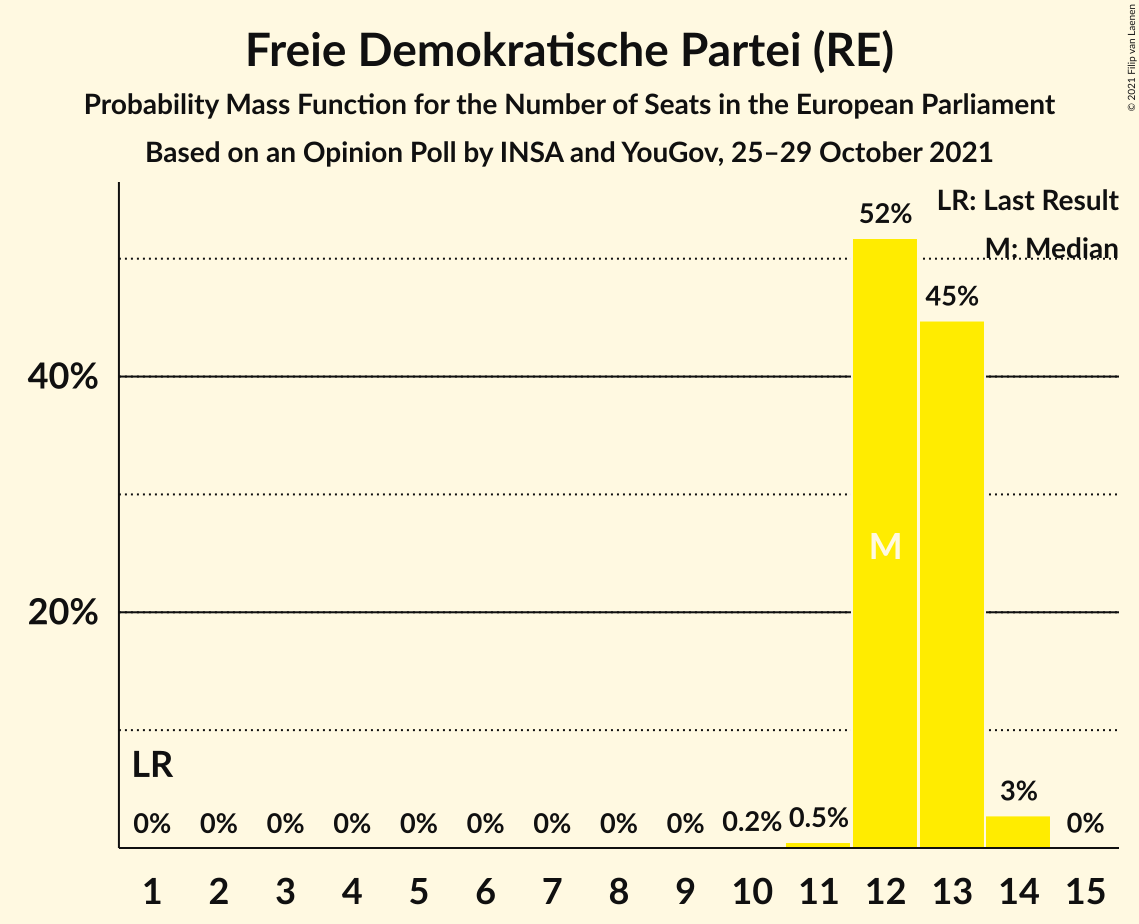 Freie Demokratische Partei (RE)
Probability Mass Function for the Number of Seats in the European Parliament
Based on an Opinion Poll by INSA and YouGov, 25–29 October 2021
© 2021 Filip van Laenen
LR: Last Result
M: Median
52%
45%
40%
M
20%
LR
0% 0% 0% 0% 0% 0% 0% 0% 0% 0.2% 0.5% 3% 0%
1 2 3 4 5 6 7 8 9 10 11 12 13 14 15